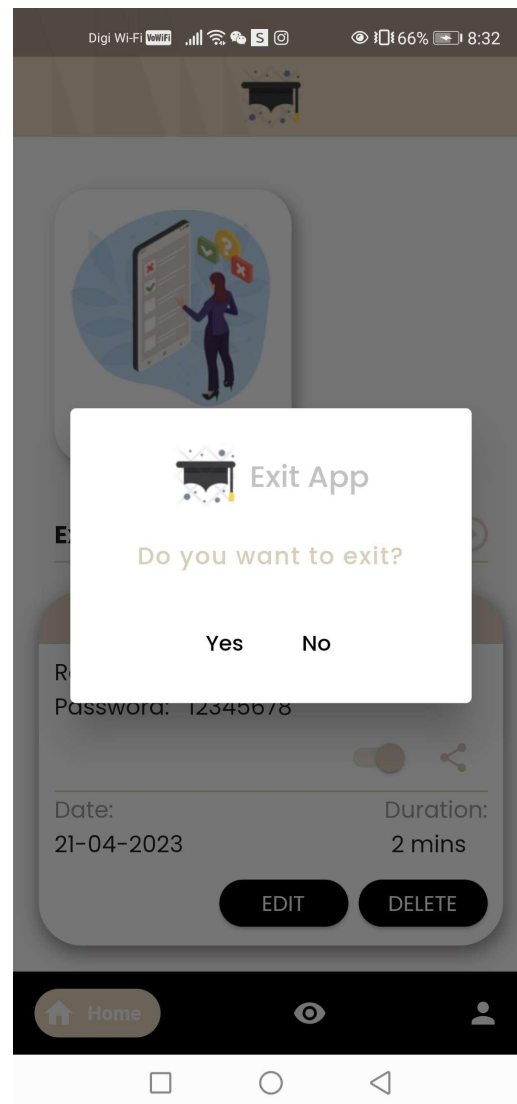 Digi Wi-Fi VoWiFi S 66% 8:32
Exit App
Do you want to exit?
Yes No
Password: 12345678
Date: Duration:
21-04-2023 2 mins
EDIT DELETE
Home